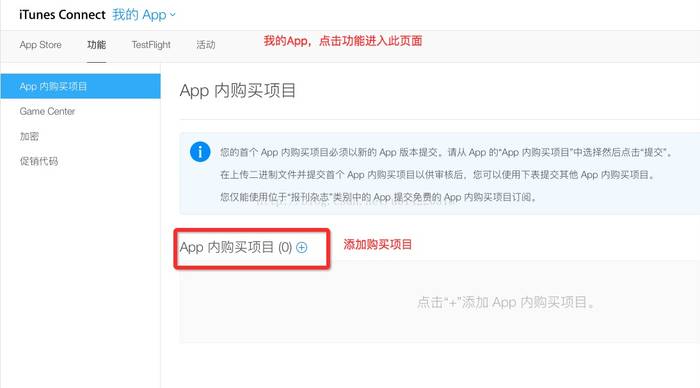 iTunes Connect 我的 App
App Store 功能 TestFlight 活动
我的App，点击功能进入此页面
App 内购买项目
Game Center
加密
促销代码
App 内购买项目
您的首个 App 内购买项目必须以新的 App 版本提交。请从 App 的“App 内购买项目”中选择然后点击“提交”。
在上传二进制文件并提交首个 App 内购买项目以供审核后，您可以使用下表提交其他 App 内购买项目。
您仅能使用位于“报刊杂志”类别中的 App 提交免费的 App 内购买项目订阅。
App 内购买项目 (0)
添加购买项目
点击“+”添加 App 内购买项目。